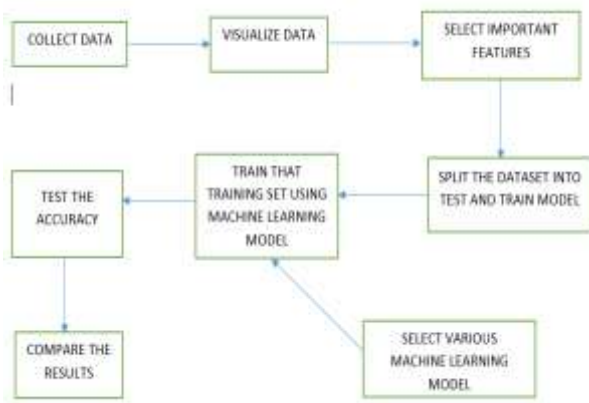 COLLECT DATA
VISUALIZE DATA
SELECT IMPORTANT
FEATURES
SPLIT THE DATASET INTO
TEST AND TRAIN MODEL
TRAIN THAT
TRAINING SET USING
MACHINE LEARNING
MODEL
TEST THE
ACCURACY
COMPARE THE
RESULTS
SELECT VARIOUS
MACHINE LEARNING
MODEL